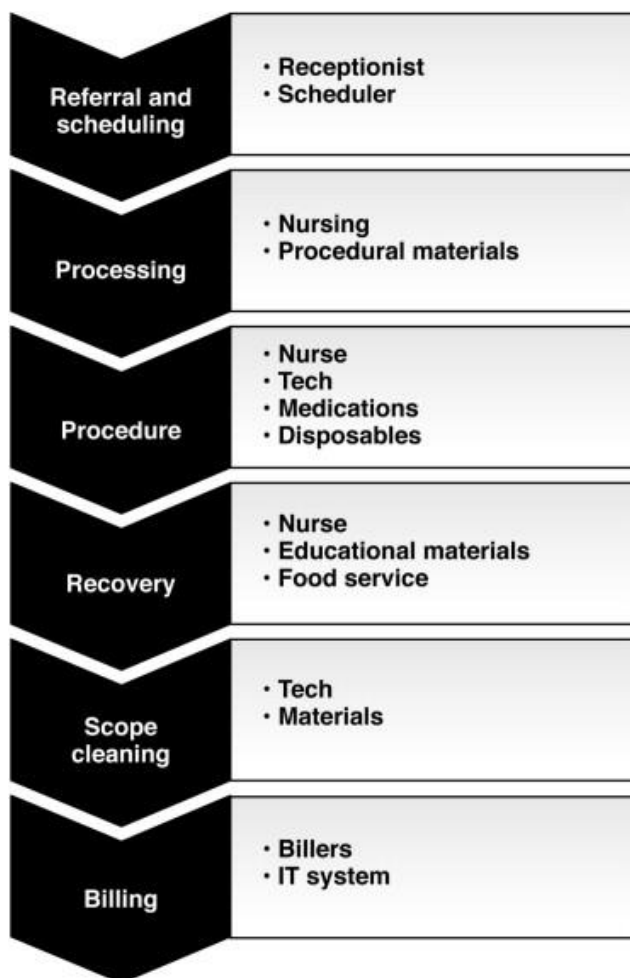 Referral and
scheduling
· Receptionist
· Scheduler
Processing
· Nursing
· Procedural materials
Procedure
· Nurse
· Tech
· Medications
· Disposables
Recovery
· Nurse
· Educational materials
· Food service
Scope
cleaning
· Tech
· Materials
Billing
· Billers
· IT system